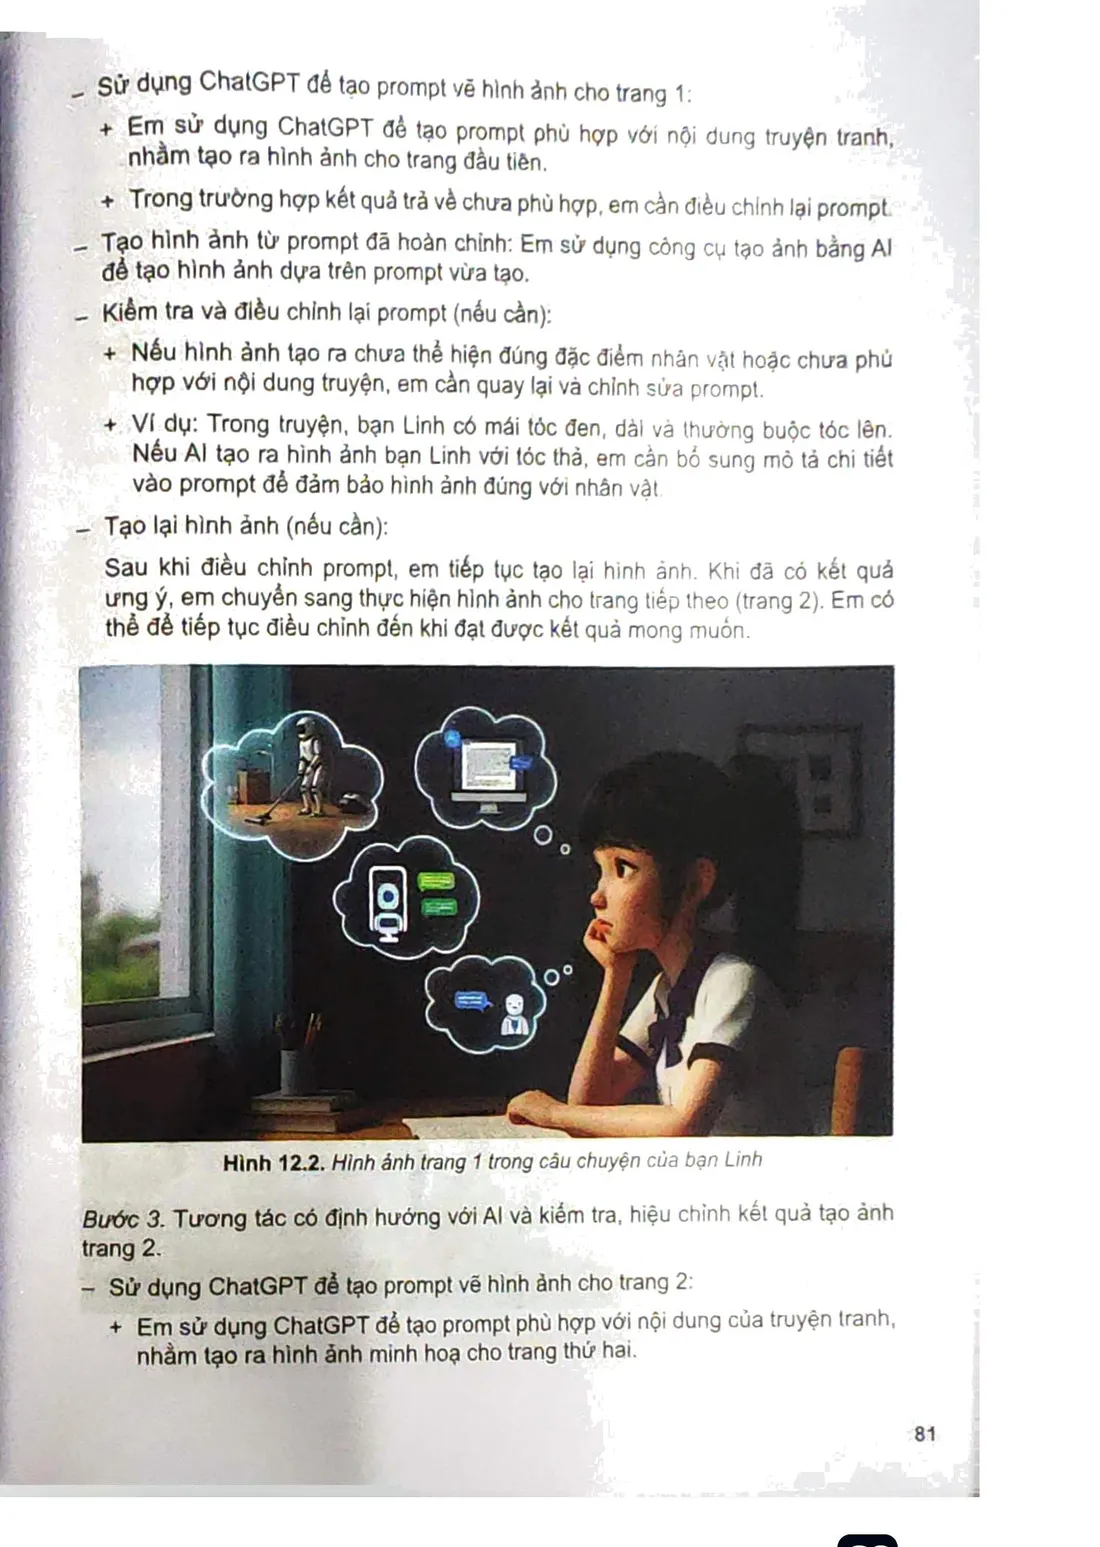 – Sử dụng ChatGPT để tạo prompt vẽ hình ảnh cho trang 1:
+ Em sử dụng ChatGPT để tạo prompt phù hợp với nội dung truyện tranh,
nhằm tạo ra hình ảnh cho trang đầu tiên.
+ Trong trường hợp kết quả trả về chưa phù hợp, em cần điều chỉnh lại prompt.
– Tạo hình ảnh từ prompt đã hoàn chỉnh: Em sử dụng công cụ tạo ảnh bằng AI
để tạo hình ảnh dựa trên prompt vừa tạo.
– Kiểm tra và điều chỉnh lại prompt (nếu cần):
+ Nếu hình ảnh tạo ra chưa thể hiện đúng đặc điểm nhân vật hoặc chưa phù
hợp với nội dung truyện, em cần quay lại và chỉnh sửa prompt.
+ Ví dụ: Trong truyện, bạn Linh có mái tóc đen, dài và thường buộc tóc lên.
Nếu AI tạo ra hình ảnh bạn Linh với tóc thả, em cần bổ sung mô tả chi tiết
vào prompt để đảm bảo hình ảnh đúng với nhân vật.
– Tạo lại hình ảnh (nếu cần):
Sau khi điều chỉnh prompt, em tiếp tục tạo lại hình ảnh. Khi đã có kết quả
ưng ý, em chuyển sang thực hiện hình ảnh cho trang tiếp theo (trang 2). Em có
thể để tiếp tục điều chỉnh đến khi đạt được kết quả mong muốn.
Hình 12.2. Hình ảnh trang 1 trong câu chuyện của bạn Linh
Bước 3. Tương tác có định hướng với AI và kiểm tra, hiệu chỉnh kết quả tạo ảnh
trang 2.
– Sử dụng ChatGPT để tạo prompt vẽ hình ảnh cho trang 2:
+ Em sử dụng ChatGPT để tạo prompt phù hợp với nội dung của truyện tranh,
nhằm tạo ra hình ảnh minh hoạ cho trang thứ hai.
81